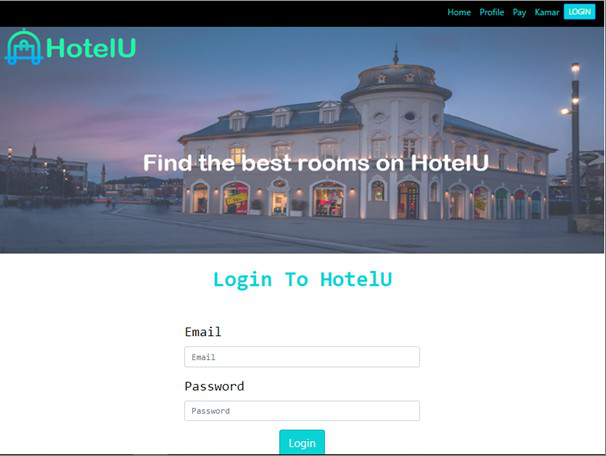 Home Profile Pay Kamar LOGIN
HotelU
Find the best rooms on HotelU
Login To HotelU
Email
Email
Password
Password
Login